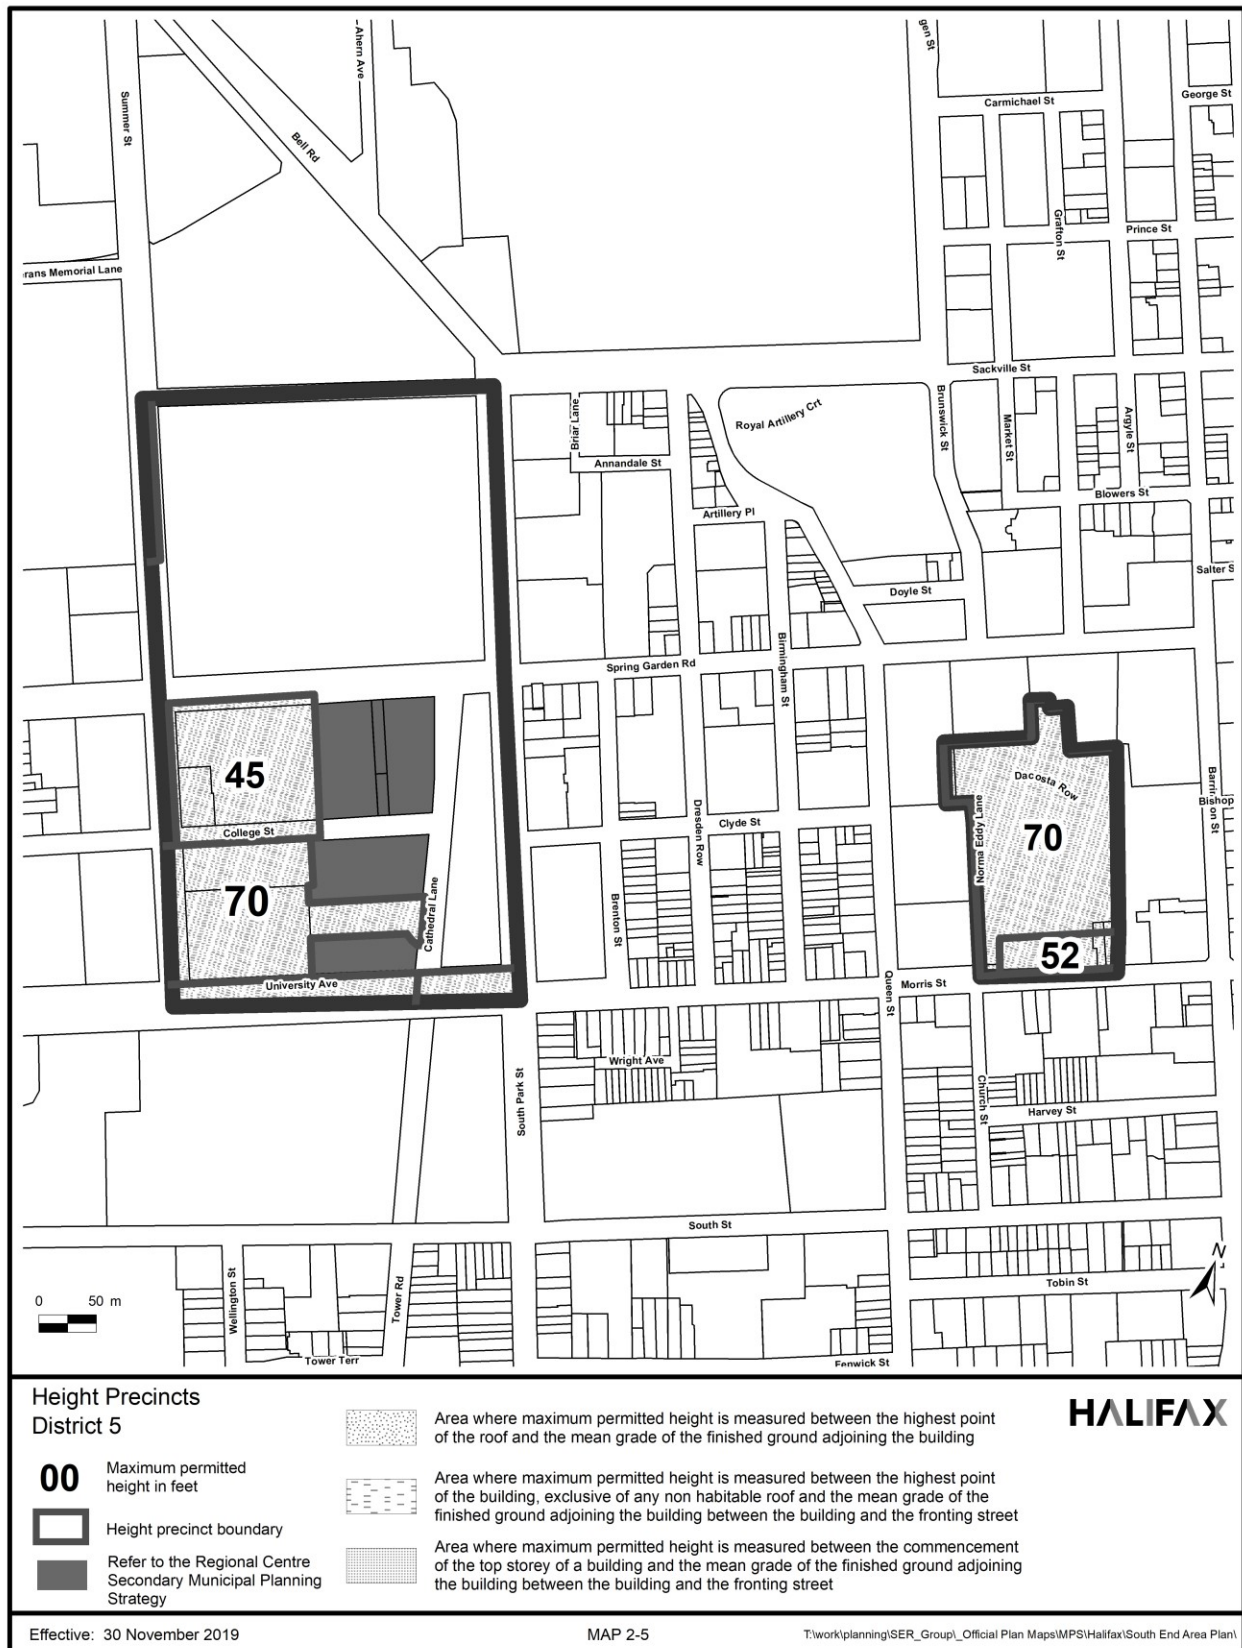 gen St
Ahern Ave
Carmichael St
George St
Summer St
Bell Rd
Grafton St
Prince St
rans Memorial Lane
Sackville St
Briar Lane
Royal Artillery Crt
Brunswick St
Market St
Argyle St
Annandale St
Blowers St
Artillery Pl
Salter S
Doyle St
Birmingham St
Spring Garden Rd
45
Dacosta Row
College St
Dresden Row
Clyde St
Bishop
Norma Eddy Lane
70
70
Brenton St
Cathedral Lane
52
University Ave
Queen St
Morris St
Wright Ave
South Park St
Church St
Harvey St
South St
Wellington St
Tower Rd
Tobin St
N
0 50 m
Tower Terr
Fenwick St
Height Precincts
District 5
HALIFAX
00 Maximum permitted
height in feet
Height precinct boundary
Refer to the Regional Centre
Secondary Municipal Planning
Strategy
Area where maximum permitted height is measured between the highest point
of the roof and the mean grade of the finished ground adjoining the building
Area where maximum permitted height is measured between the highest point
of the building, exclusive of any non habitable roof and the mean grade of the
finished ground adjoining the building between the building and the fronting street
Area where maximum permitted height is measured between the commencement
of the top storey of a building and the mean grade of the finished ground adjoining
the building between the building and the fronting street
Effective: 30 November 2019
MAP 2-5
T:\work\planning\SER_Group\_Official Plan Maps\MPS\Halifax\South End Area Plan\